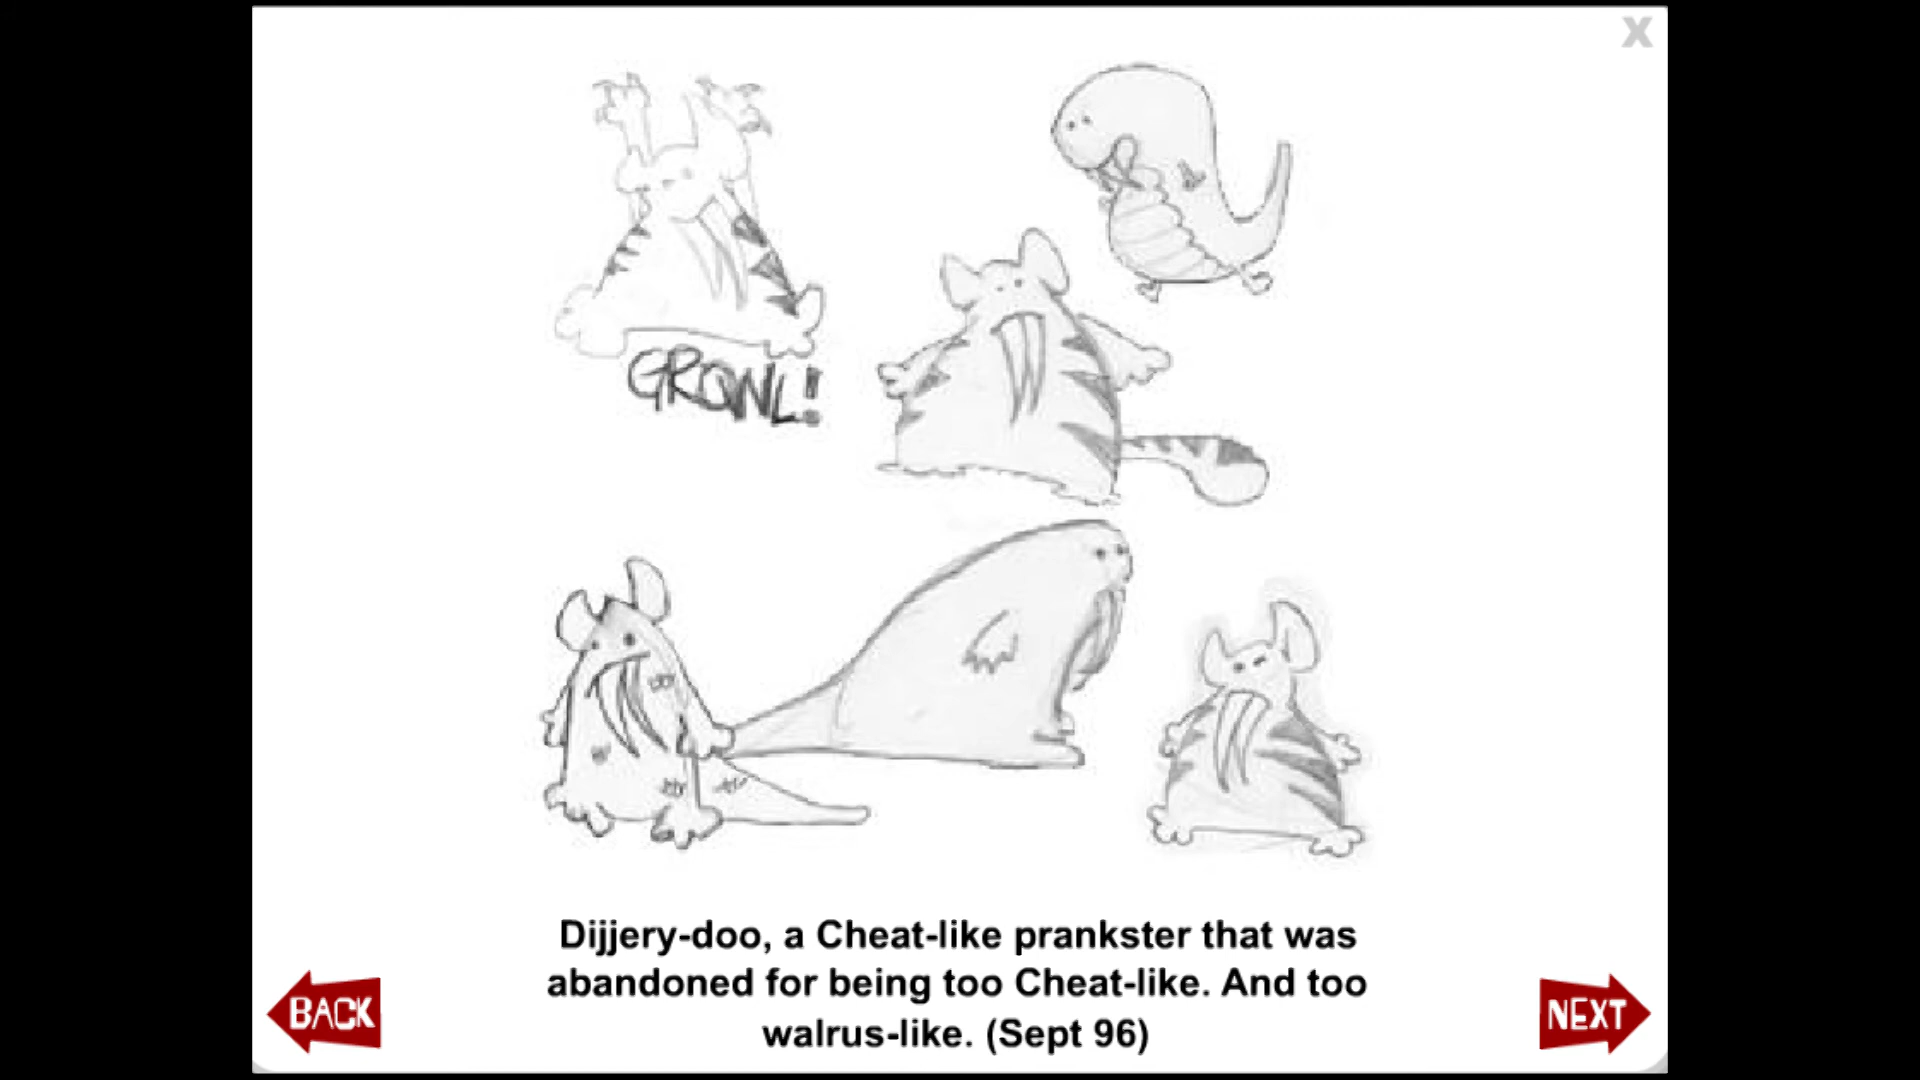 X
GROWL!!
Dijjery-doo, a Cheat-like prankster that was
abandoned for being too Cheat-like. And too
walrus-like. (Sept 96)
BACK
NEXT